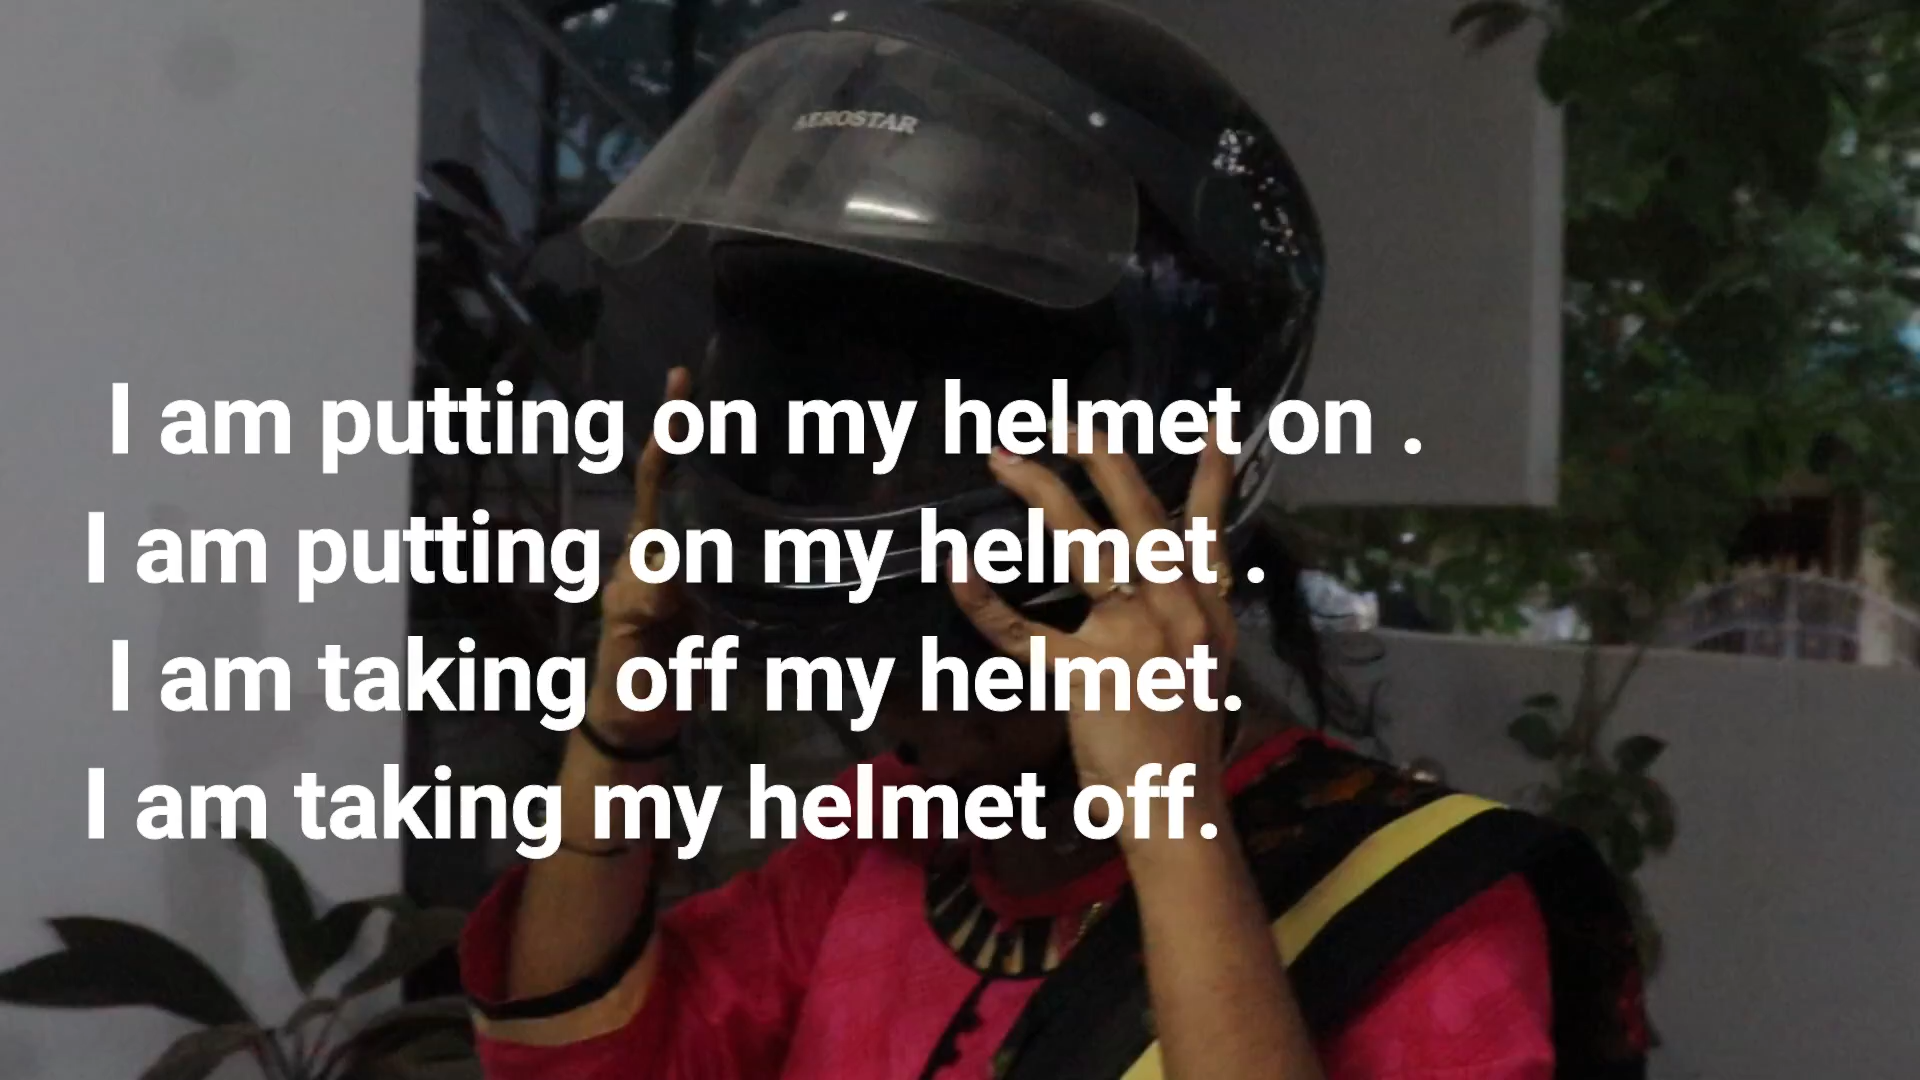 AEROSTAR
I am putting on my helmet on .
I am putting on my helmet .
I am taking off my helmet.
I am taking my helmet off.